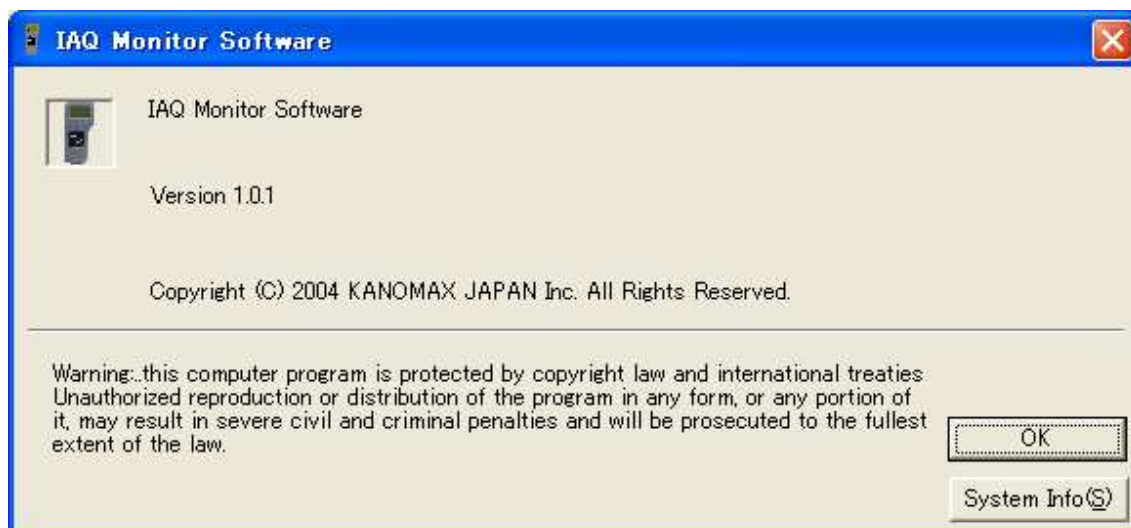 IAQ Monitor Software
IAQ Monitor Software
Version 1.0.1
Copyright (C) 2004 KANOMAX JAPAN Inc. All Rights Reserved.
Warning:..this computer program is protected by copyright law and international treaties
Unauthorized reproduction or distribution of the program in any form, or any portion of
it, may result in severe civil and criminal penalties and will be prosecuted to the fullest
extent of the law.
OK
System Info(S)